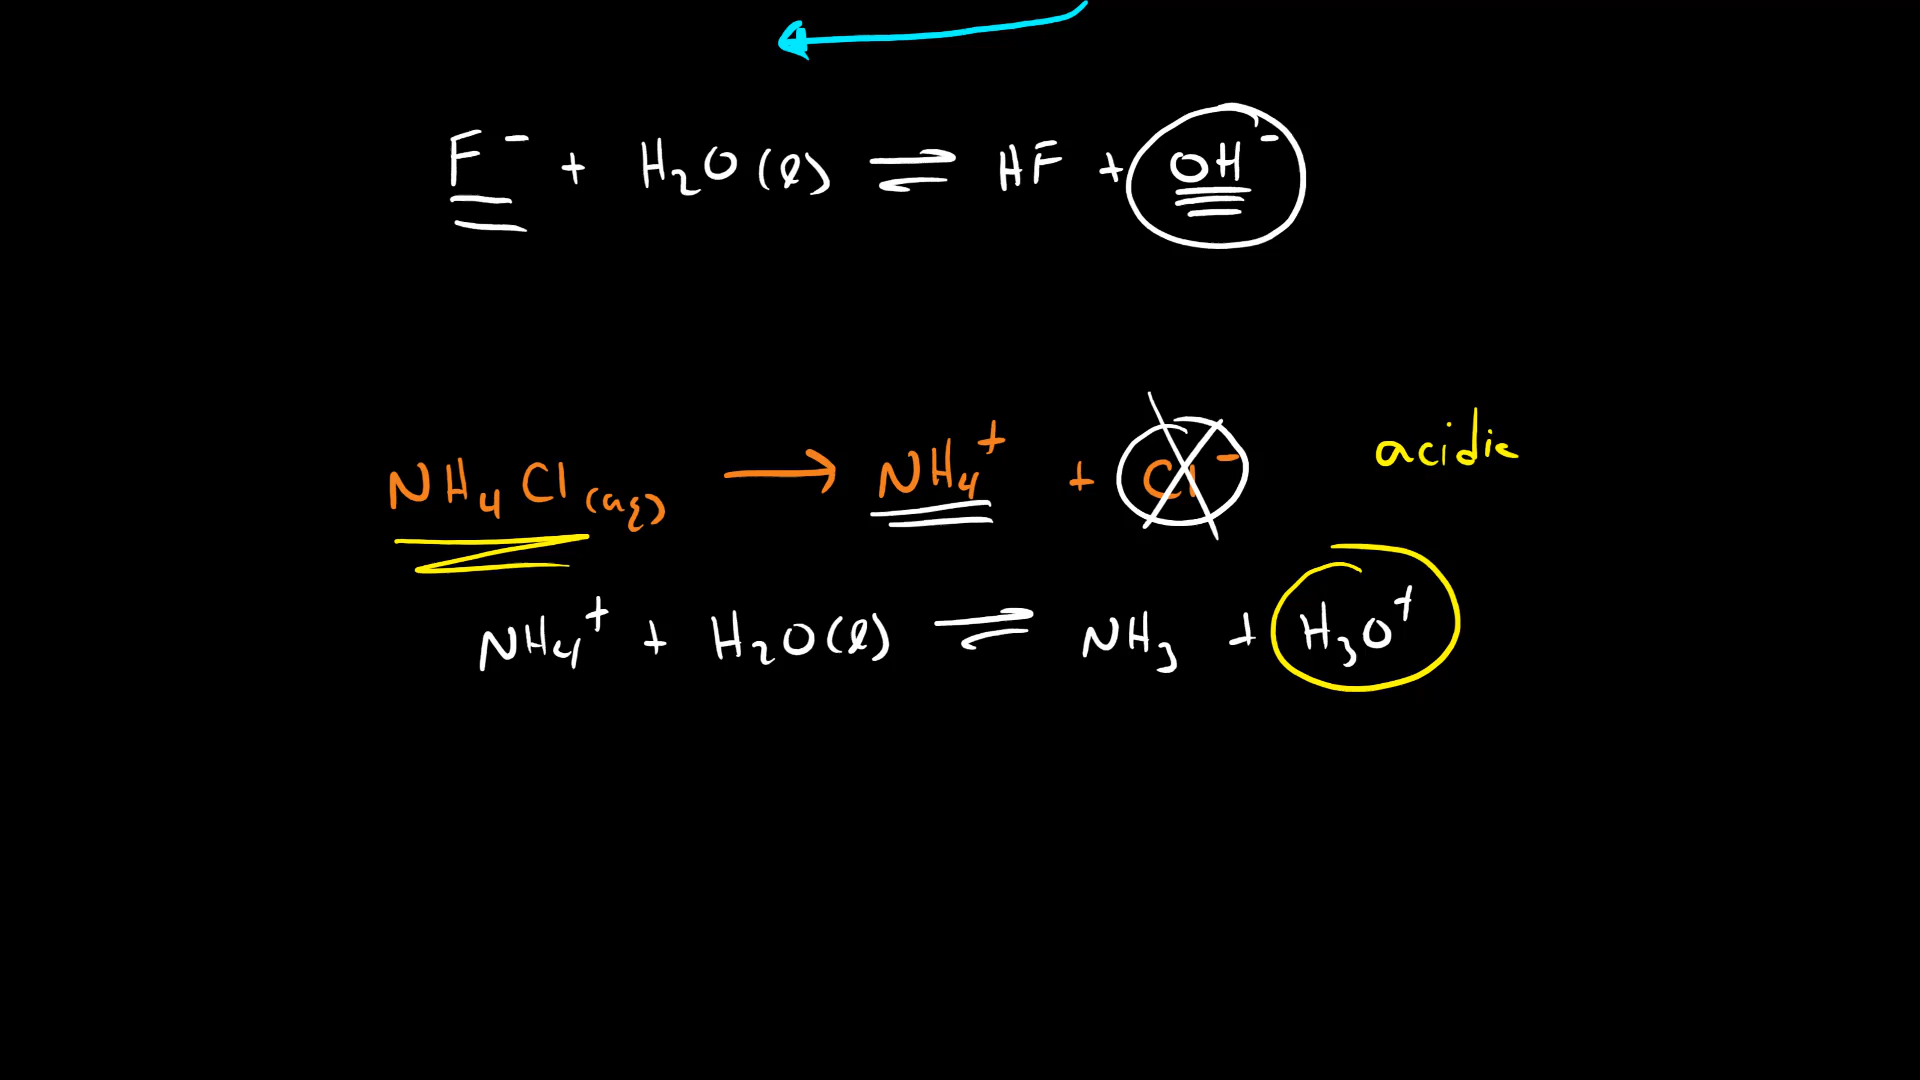 F⁻ + H₂O(l) ⇌ HF + OH⁻
NH₄Cl(aq) → NH₄⁺ + Cl⁻ acidic
NH₄⁺ + H₂O(l) ⇌ NH₃ + H₃O⁺